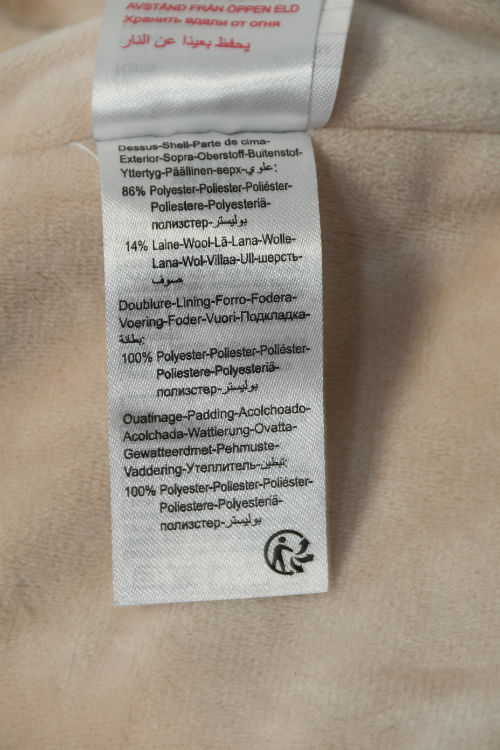 AVSTÅND FRÅN ÖPPEN ELD
Хранить вдали от огня
يحفظ بعيدًا عن النار
Dessus-Shell-Parte de cima-
Exterior-Sopra-Oberstoff-Buitenstof-
Yttertyg-Päällinen-верх-علوي:
86% Polyester-Poliester-Poliéster-
Poliestere-Polyesteriä-
полиэстер-بوليستر
14% Laine-Wool-Lã-Lana-Wolle-
Lana-Wol-Villaa-Ull-шерсть-
صوف
Doublure-Lining-Forro-Fodera-
Voering-Foder-Vuori-Подкладка-
بطانة:
100% Polyester-Poliester-Poliéster-
Poliestere-Polyesteriä-
полиэстер-بوليستر
Ouatinage-Padding-Acolchoado-
Acolchada-Wattierung-Ovatta-
Gewatteerdmet-Pehmuste-
Vaddering-Утеплитель-تبطين:
100% Polyester-Poliester-Poliéster-
Poliestere-Polyesteriä-
полиэстер-بوليستر